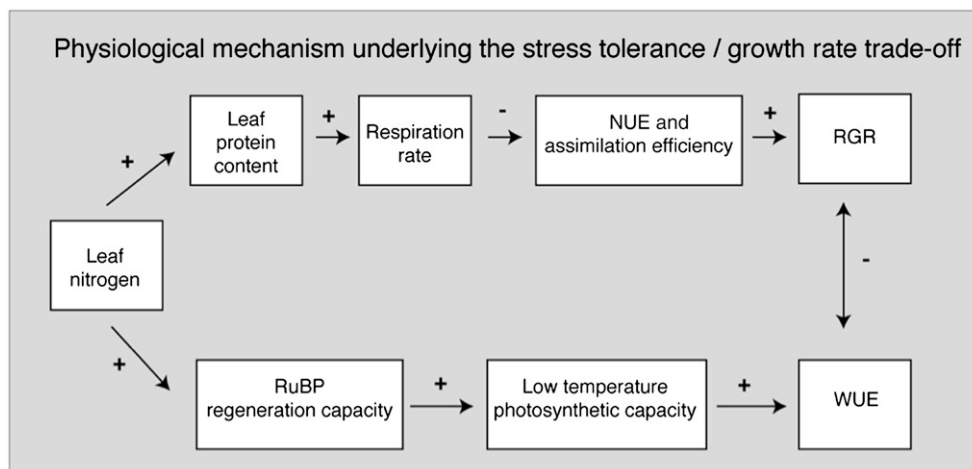 Physiological mechanism underlying the stress tolerance / growth rate trade-off
Leaf
protein
content
+
+
Respiration
rate
-
NUE and
assimilation efficiency
+
RGR
Leaf
nitrogen
-
+
RuBP
regeneration capacity
+
Low temperature
photosynthetic capacity
+
WUE